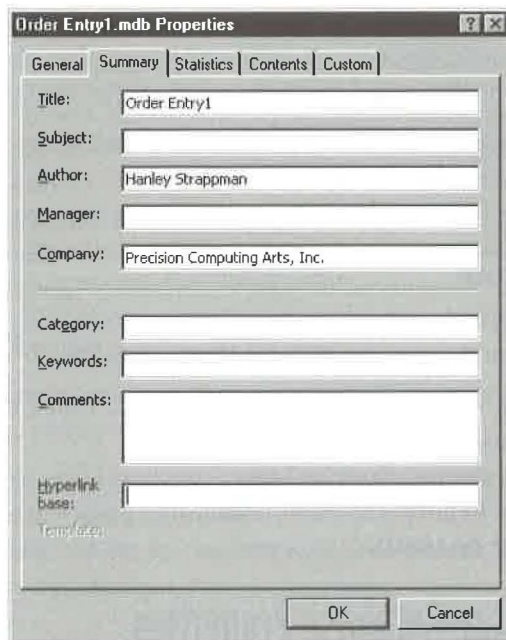 Order Entry1.mdb Properties
General Summary Statistics Contents Custom
Title: Order Entry1
Subject:
Author: Hanley Strappman
Manager:
Company: Precision Computing Arts, Inc.
Category:
Keywords:
Comments:
Hyperlink
base:
Template:
OK Cancel